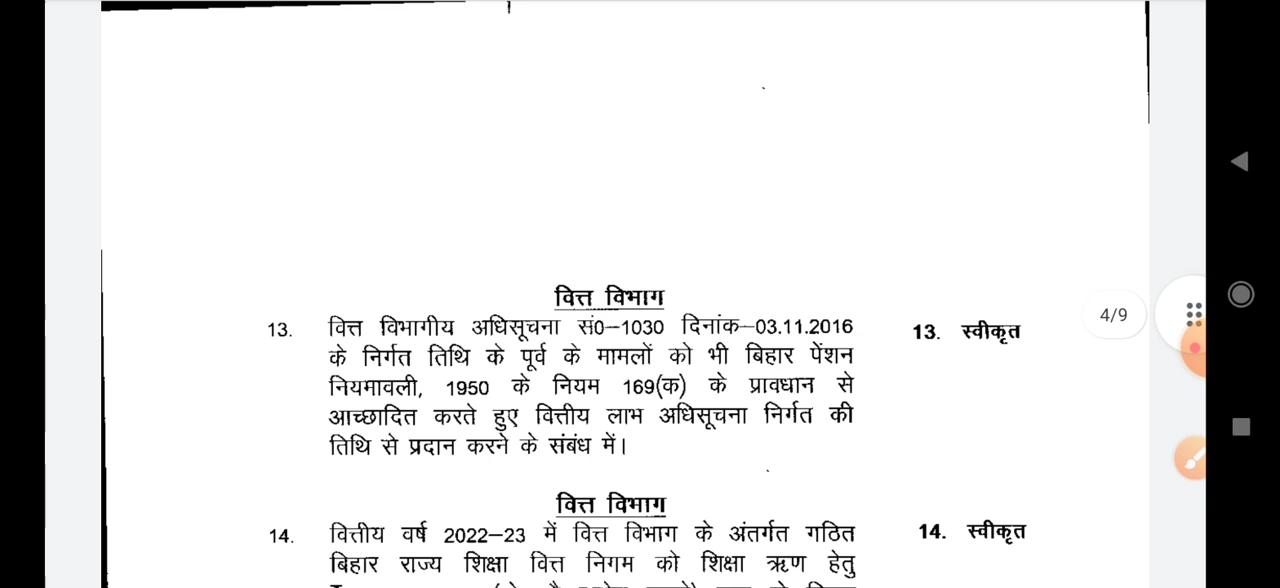 वित्त विभाग
13. वित्त विभागीय अधिसूचना सं0–1030 दिनांक–03.11.2016 13. स्वीकृत
के निर्गत तिथि के पूर्व के मामलों को भी बिहार पेंशन
नियमावली, 1950 के नियम 169(क) के प्रावधान से
आच्छादित करते हुए वित्तीय लाभ अधिसूचना निर्गत की
तिथि से प्रदान करने के संबंध में।
4/9
वित्त विभाग
14. वित्तीय वर्ष 2022–23 में वित्त विभाग के अंतर्गत गठित 14. स्वीकृत
बिहार राज्य शिक्षा वित्त निगम को शिक्षा ऋण हेतु